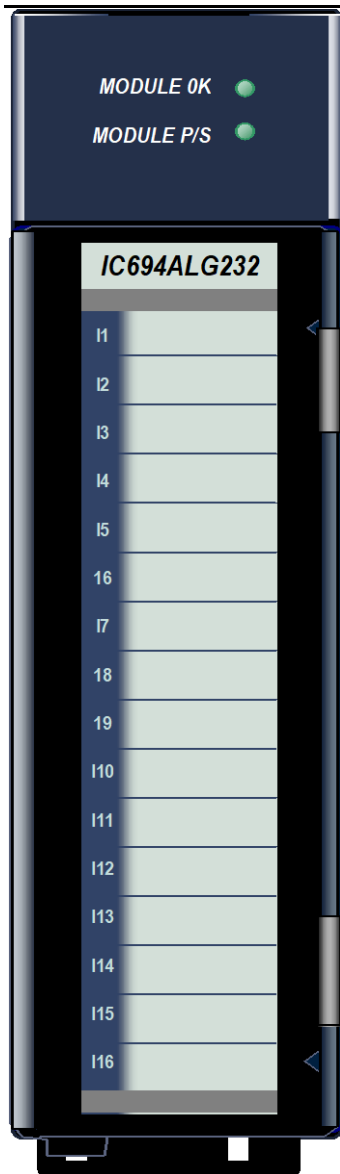 MODULE 0K
MODULE P/S
IC694ALG232
I1
I2
I3
I4
I5
16
I7
18
19
I10
I11
I12
I13
I14
I15
I16